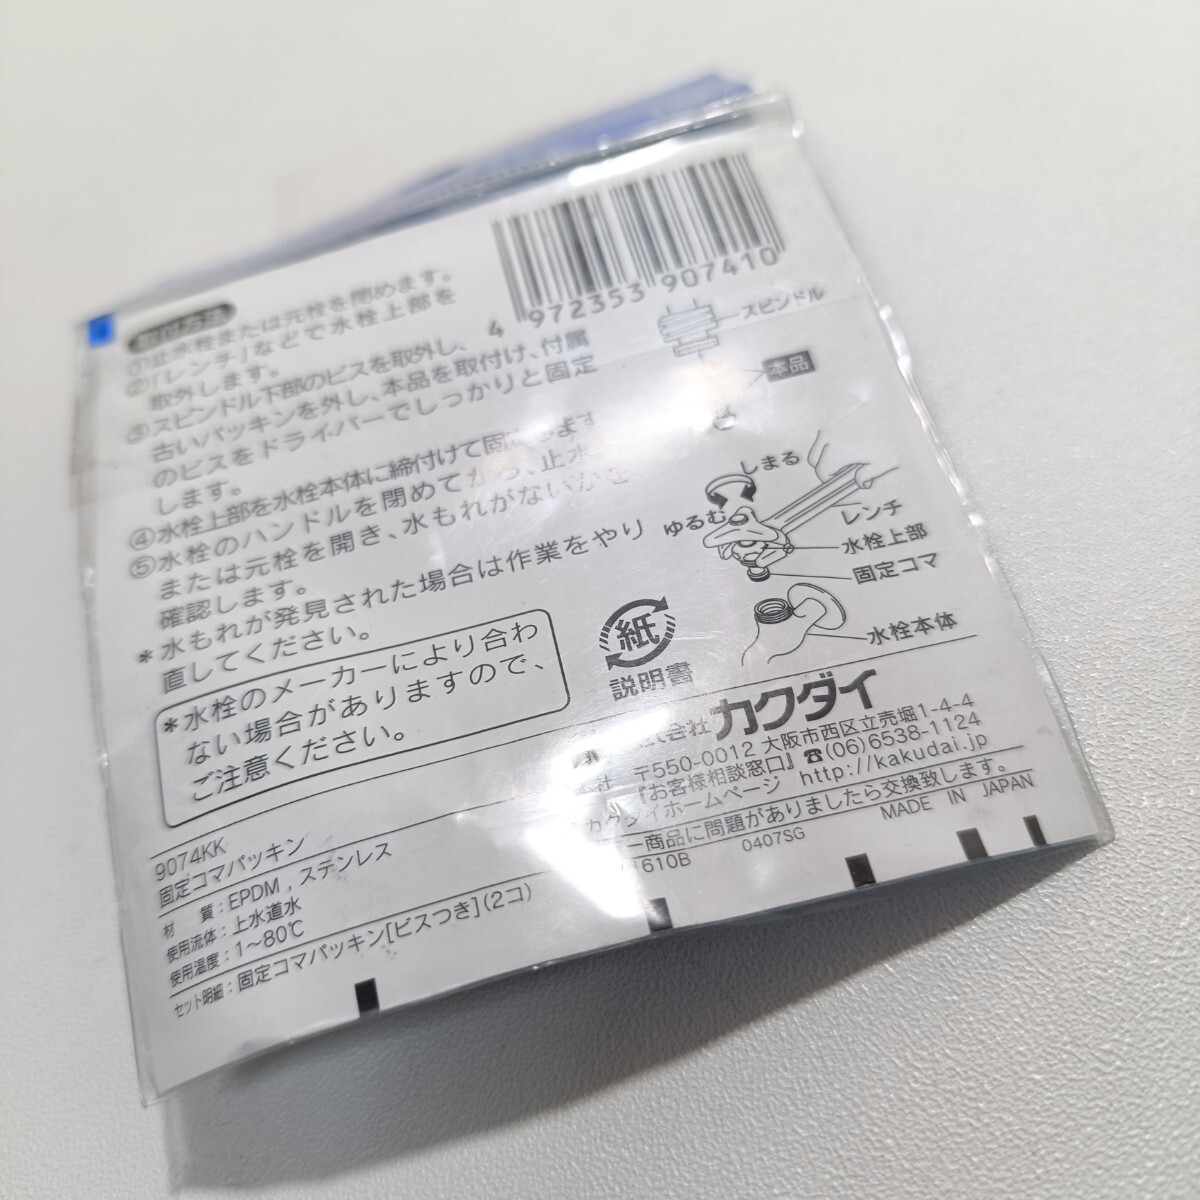 取付方法
①止水栓または元栓を閉めます。
②「レンチ」などで水栓上部を
取外します。
③スピンドル下部のビスを取外し、
古いパッキンを外し、本品を取付け、付属
のビスをドライバーでしっかりと固定
します。
④水栓上部を水栓本体に締付けて固定します
⑤水栓のハンドルを閉めてから、止水
または元栓を開き、水もれがないかを
確認します。
*水もれが発見された場合は作業をやり
直してください。
*水栓のメーカーにより合わ
ない場合がありますので、
ご注意ください。
9074KK
固定コマパッキン
材 質:EPDM,ステンレス
使用流体:上水道水
使用温度:1〜80℃
セット明細:固定コマパッキン[ビスつき](2コ)
4 972353 907410
スピンドル
本品
しまる
ゆるむ
レンチ
水栓上部
固定コマ
水栓本体
紙
説明書
カクダイ
〒550-0012 大阪市西区立売堀1-4-4
『お客様相談窓口』☎(06)6538-1124
カクダイホームページ http://kakudai.jp
商品に問題がありましたら交換致します。
610B 0407SG MADE IN JAPAN